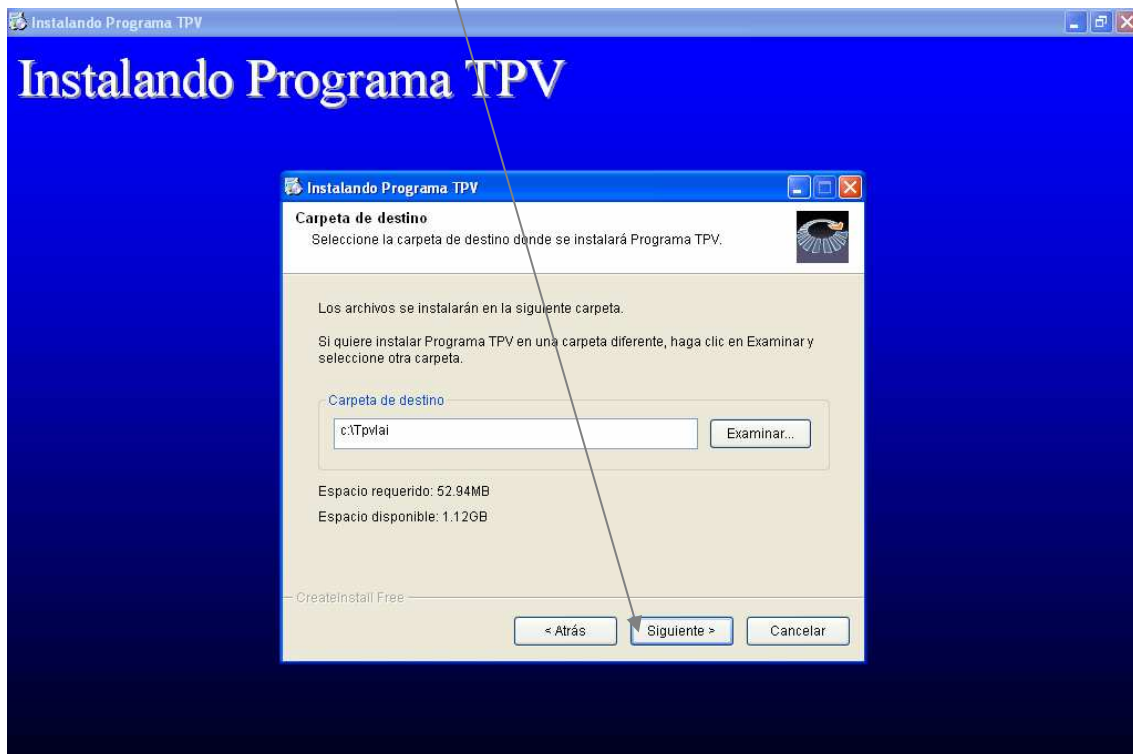 Instalando Programa TPV
Instalando Programa TPV
Instalando Programa TPV
Carpeta de destino
Seleccione la carpeta de destino donde se instalará Programa TPV.
Los archivos se instalarán en la siguiente carpeta.
Si quiere instalar Programa TPV en una carpeta diferente, haga clic en Examinar y
seleccione otra carpeta.
Carpeta de destino
c:\Tpvlai
Examinar...
Espacio requerido: 52.94MB
Espacio disponible: 1.12GB
CreateInstall Free
< Atrás
Siguiente >
Cancelar